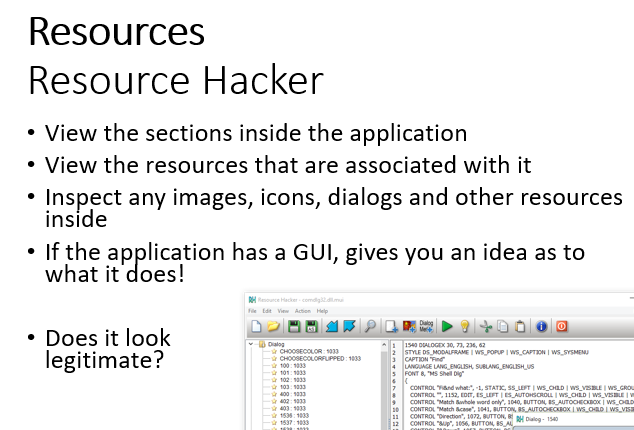 Resources
Resource Hacker
• View the sections inside the application
• View the resources that are associated with it
• Inspect any images, icons, dialogs and other resources
inside
• If the application has a GUI, gives you an idea as to
what it does!
• Does it look
legitimate?
Resource Hacker - comdlg32.dll.mui
File Edit View Action Help
Dialog
Menu
Dialog
CHOOSECOLOR : 1033
CHOOSECOLORFLIPPED : 1033
100 : 1033
101 : 1033
102 : 1033
103 : 1033
400 : 1033
402 : 1033
403 : 1033
1536 : 1033
1537 : 1033
1 1540 DIALOGEX 30, 73, 236, 62
2 STYLE DS_MODALFRAME | WS_POPUP | WS_CAPTION | WS_SYSMENU
3 CAPTION "Find"
4 LANGUAGE LANG_ENGLISH, SUBLANG_ENGLISH_US
5 FONT 8, "MS Shell Dlg"
6 {
7 CONTROL "Fi&nd what:", -1, STATIC, SS_LEFT | WS_CHILD | WS_VISIBLE | WS_GROU
8 CONTROL "", 1152, EDIT, ES_LEFT | ES_AUTOHSCROLL | WS_CHILD | WS_VISIBLE |
9 CONTROL "Match &whole word only", 1040, BUTTON, BS_AUTOCHECKBOX | WS_CHILD
10 CONTROL "Match &case", 1041, BUTTON, BS_AUTOCHECKBOX | WS_CHILD | WS_VISIBLE
11 CONTROL "Direction", 1072, BUTTON, BS_
12 CONTROL "&Up", 1056, BUTTON, BS_AU
Dialog - 1540